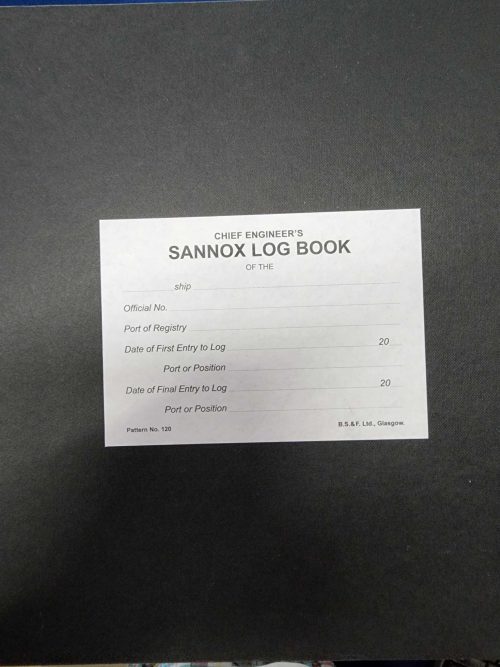 CHIEF ENGINEER'S
SANNOX LOG BOOK
OF THE
ship
Official No.
Port of Registry
Date of First Entry to Log 20
Port or Position
Date of Final Entry to Log 20
Port or Position
Pattern No. 120 B.S.&F. Ltd., Glasgow.